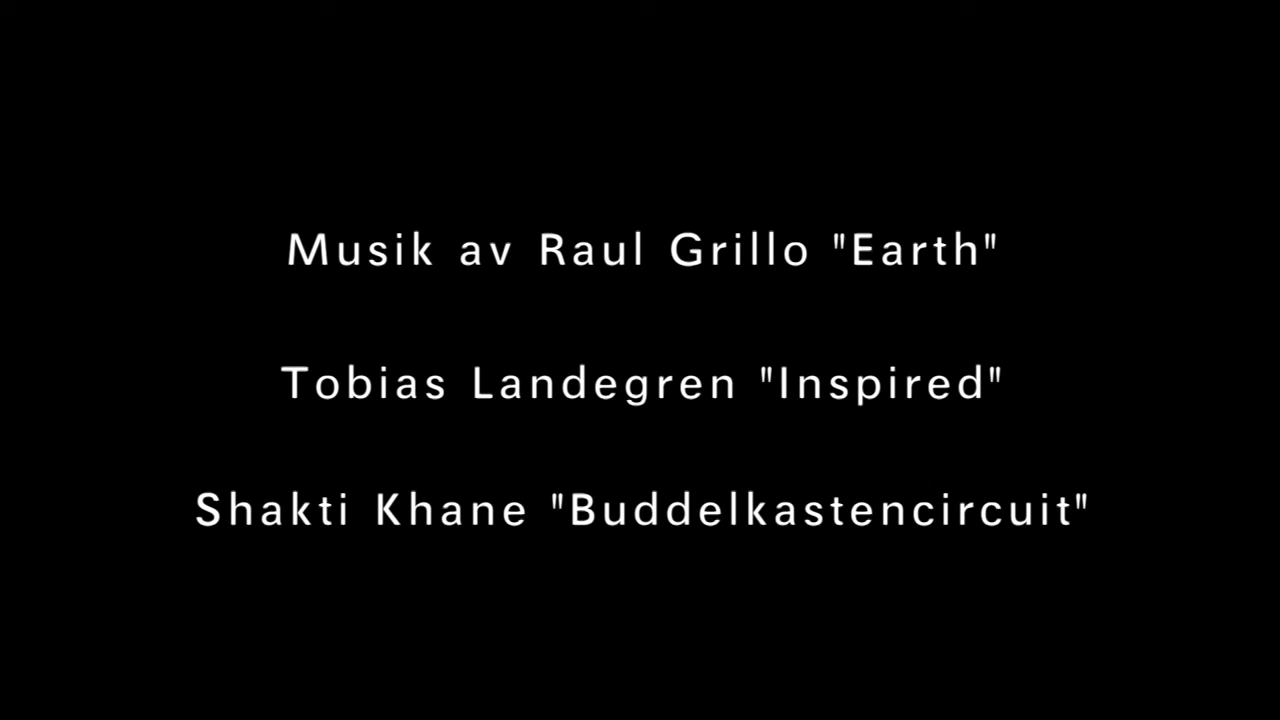 Musik av Raul Grillo "Earth"
Tobias Landegren "Inspired"
Shakti Khane "Buddelkastencircuit"